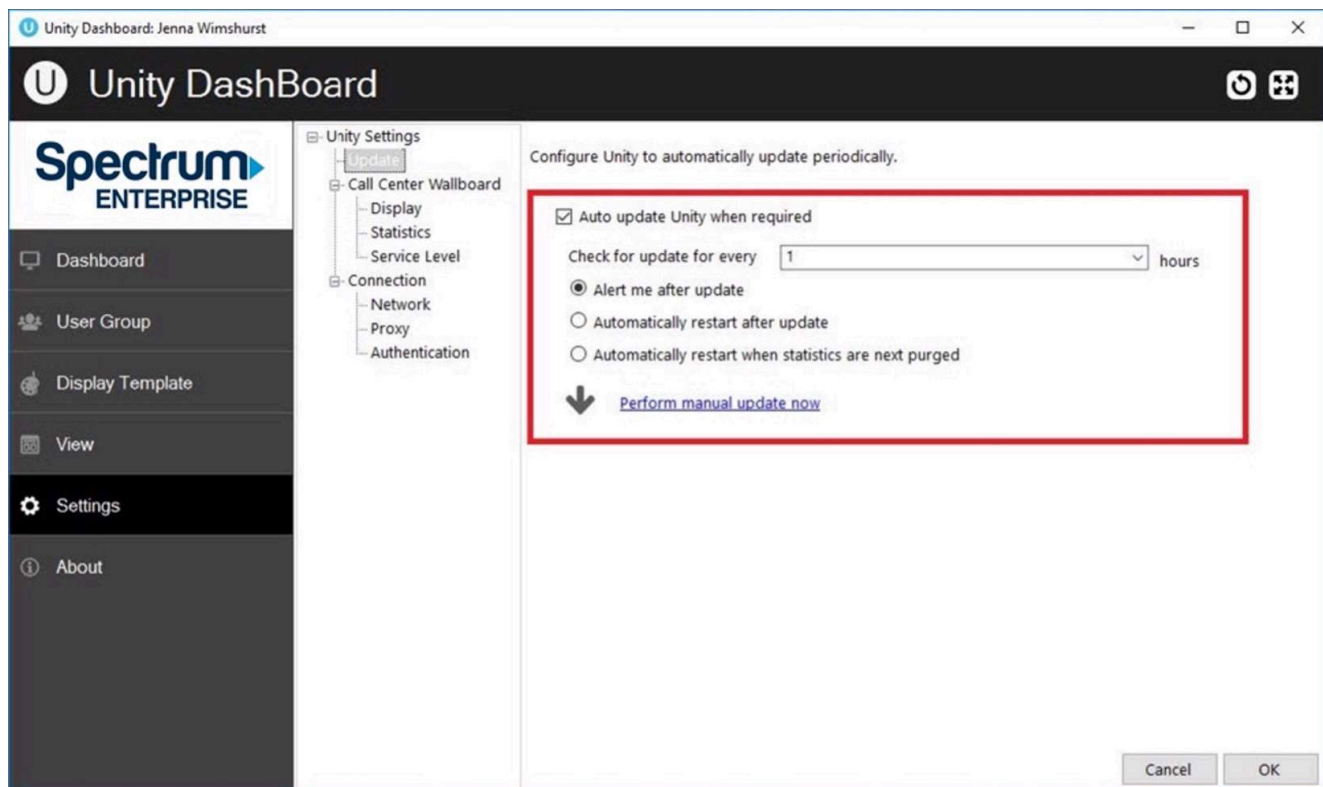 Unity Dashboard: Jenna Wimshurst
U Unity DashBoard
Spectrum
ENTERPRISE
Dashboard
User Group
Display Template
View
Settings
About
Unity Settings
Update
Call Center Wallboard
Display
Statistics
Service Level
Connection
Network
Proxy
Authentication
Configure Unity to automatically update periodically.
Auto update Unity when required
Check for update for every 1 hours
Alert me after update
Automatically restart after update
Automatically restart when statistics are next purged
Perform manual update now
Cancel OK